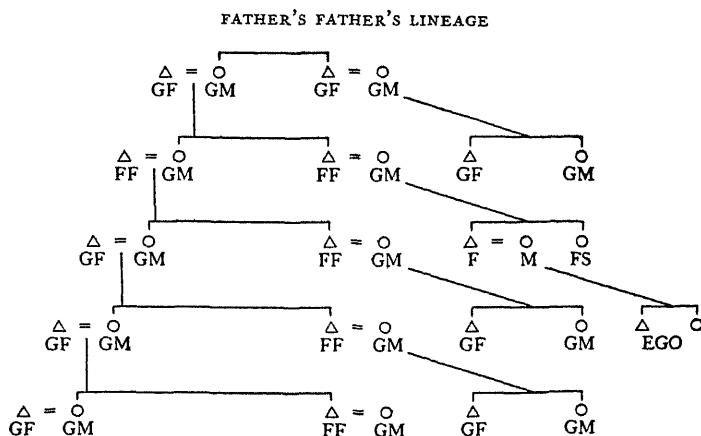 FATHER'S FATHER'S LINEAGE
= =
GF GM GF GM
= =
FF GM FF GM GF GM
= = =
GF GM FF GM F M FS
= =
GF GM FF GM GF GM EGO
= =
GF GM FF GM GF GM